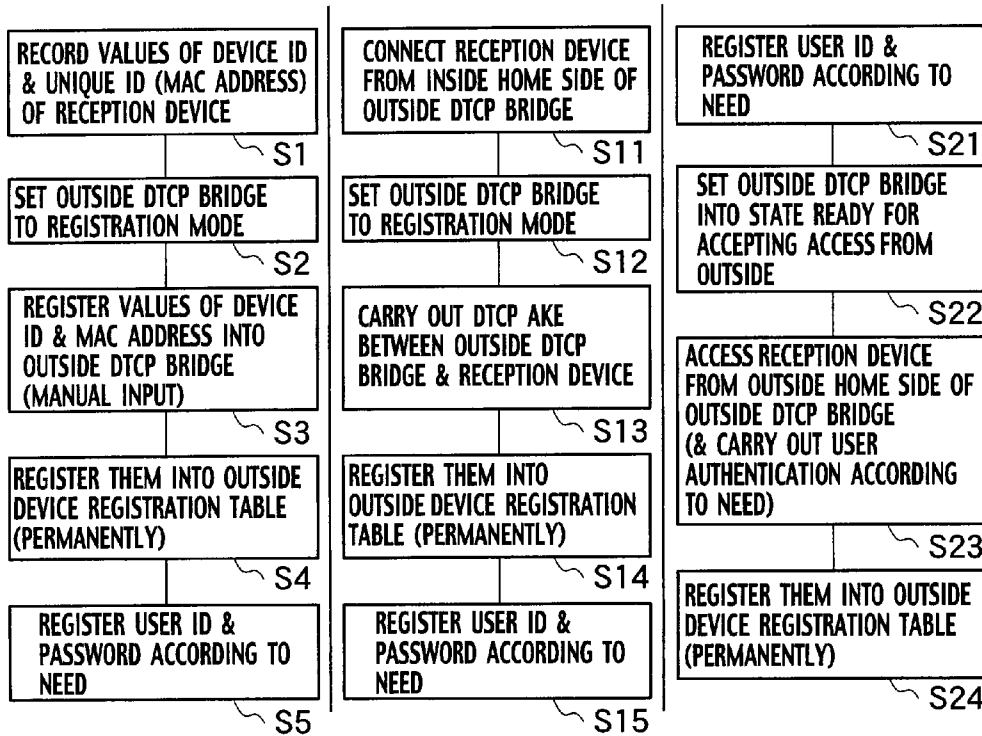 RECORD VALUES OF DEVICE ID
& UNIQUE ID (MAC ADDRESS)
OF RECEPTION DEVICE
S1
SET OUTSIDE DTCP BRIDGE
TO REGISTRATION MODE
S2
REGISTER VALUES OF DEVICE
ID & MAC ADDRESS INTO
OUTSIDE DTCP BRIDGE
(MANUAL INPUT)
S3
REGISTER THEM INTO OUTSIDE
DEVICE REGISTRATION TABLE
(PERMANENTLY)
S4
REGISTER USER ID &
PASSWORD ACCORDING TO
NEED
S5
CONNECT RECEPTION DEVICE
FROM INSIDE HOME SIDE OF
OUTSIDE DTCP BRIDGE
S11
SET OUTSIDE DTCP BRIDGE
TO REGISTRATION MODE
S12
CARRY OUT DTCP AKE
BETWEEN OUTSIDE DTCP
BRIDGE & RECEPTION DEVICE
S13
REGISTER THEM INTO
OUTSIDE DEVICE REGISTRATION
TABLE (PERMANENTLY)
S14
REGISTER USER ID &
PASSWORD ACCORDING TO
NEED
S15
REGISTER USER ID &
PASSWORD ACCORDING TO
NEED
S21
SET OUTSIDE DTCP BRIDGE
INTO STATE READY FOR
ACCEPTING ACCESS FROM
OUTSIDE
S22
ACCESS RECEPTION DEVICE
FROM OUTSIDE HOME SIDE OF
OUTSIDE DTCP BRIDGE
(& CARRY OUT USER
AUTHENTICATION ACCORDING
TO NEED)
S23
REGISTER THEM INTO OUTSIDE
DEVICE REGISTRATION TABLE
(PERMANENTLY)
S24